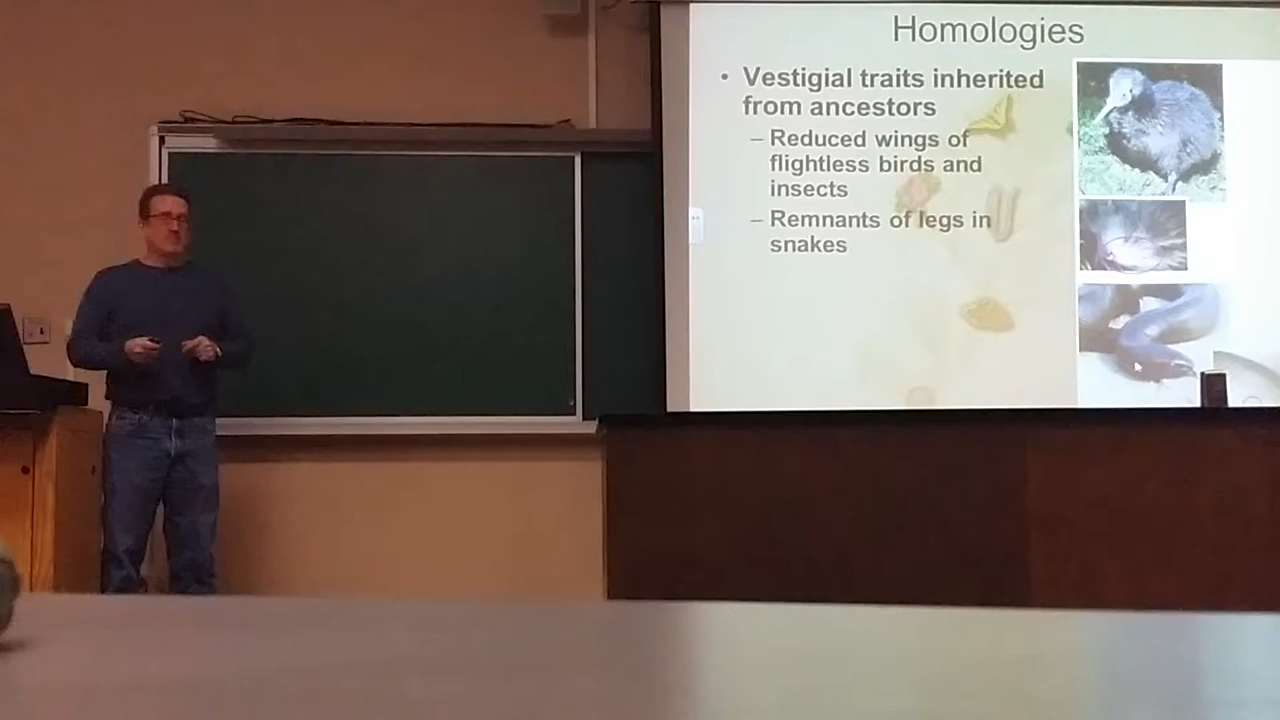 Homologies
• Vestigial traits inherited
from ancestors
– Reduced wings of
flightless birds and
insects
– Remnants of legs in
snakes